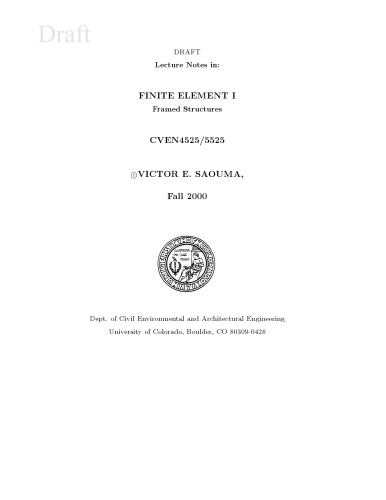 Draft
DRAFT
Lecture Notes in:
FINITE ELEMENT I
Framed Structures
CVEN4525/5525
©VICTOR E. SAOUMA,
Fall 2000
Dept. of Civil Environmental and Architectural Engineering
University of Colorado, Boulder, CO 80309-0428